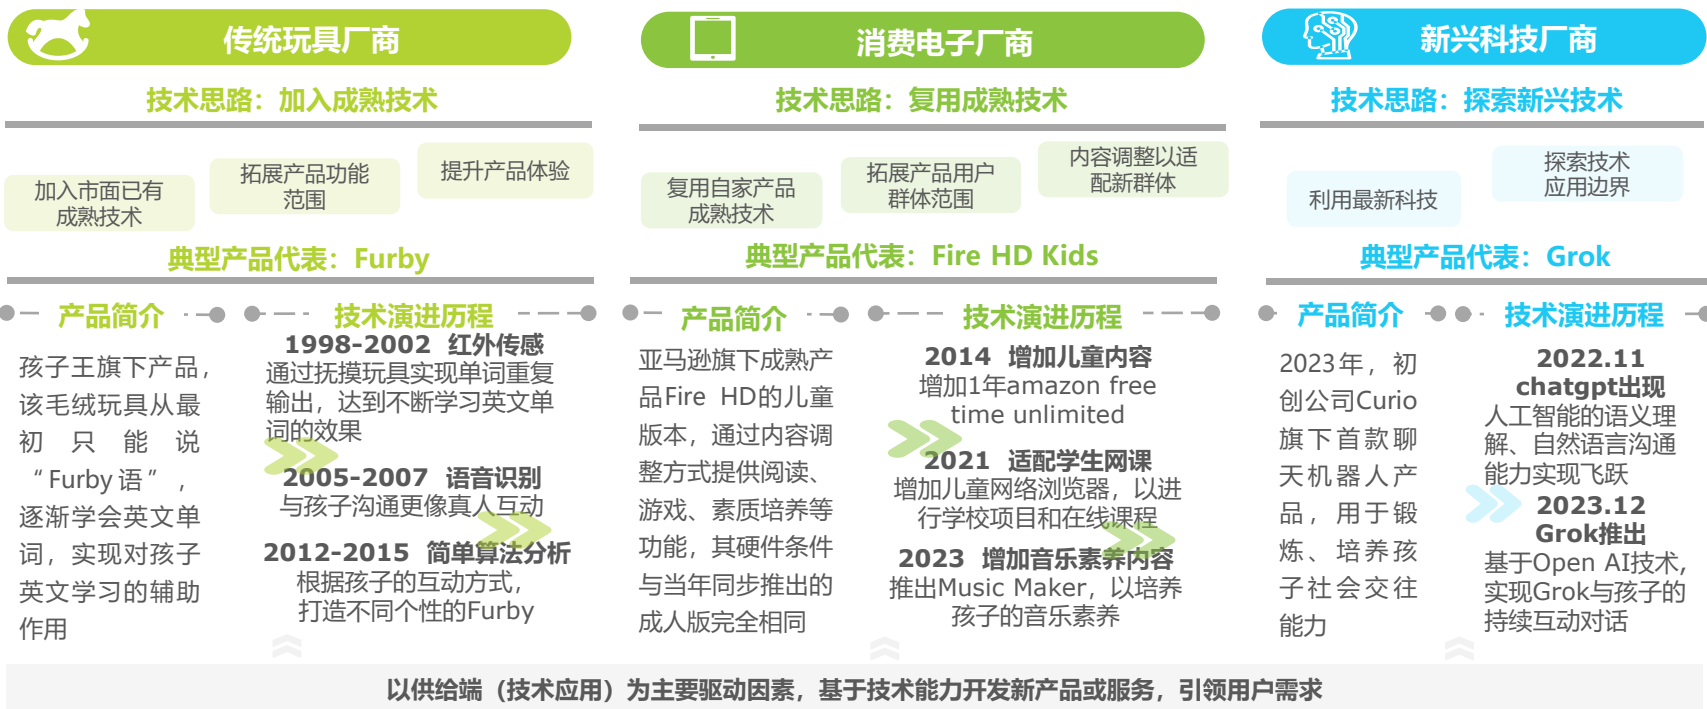 传统玩具厂商
技术思路：加入成熟技术
加入市面已有
成熟技术
拓展产品功能
范围
提升产品体验
典型产品代表：Furby
产品简介
孩子王旗下产品，
该毛绒玩具从最
初只能说
“Furby语”，
逐渐学会英文单
词，实现对孩子
英文学习的辅助
作用
技术演进历程
1998-2002 红外传感
通过抚摸玩具实现单词重复
输出，达到不断学习英文单
词的效果
2005-2007 语音识别
与孩子沟通更像真人互动
2012-2015 简单算法分析
根据孩子的互动方式，
打造不同个性的Furby
消费电子厂商
技术思路：复用成熟技术
复用自家产品
成熟技术
拓展产品用户
群体范围
内容调整以适
配新群体
典型产品代表：Fire HD Kids
产品简介
亚马逊旗下成熟产
品Fire HD的儿童
版本，通过内容调
整方式提供阅读、
游戏、素质培养等
功能，其硬件条件
与当年同步推出的
成人版完全相同
技术演进历程
2014 增加儿童内容
增加1年amazon free
time unlimited
2021 适配学生网课
增加儿童网络浏览器，以进
行学校项目和在线课程
2023 增加音乐素养内容
推出Music Maker，以培养
孩子的音乐素养
新兴科技厂商
技术思路：探索新兴技术
利用最新科技
探索技术
应用边界
典型产品代表：Grok
产品简介
2023年，初
创公司Curio
旗下首款聊
天机器人产
品，用于锻
炼、培养孩
子社会交往
能力
技术演进历程
2022.11
chatgpt出现
人工智能的语义理
解、自然语言沟通
能力实现飞跃
2023.12
Grok推出
基于Open AI技术，
实现Grok与孩子的
持续互动对话
以供给端（技术应用）为主要驱动因素，基于技术能力开发新产品或服务，引领用户需求